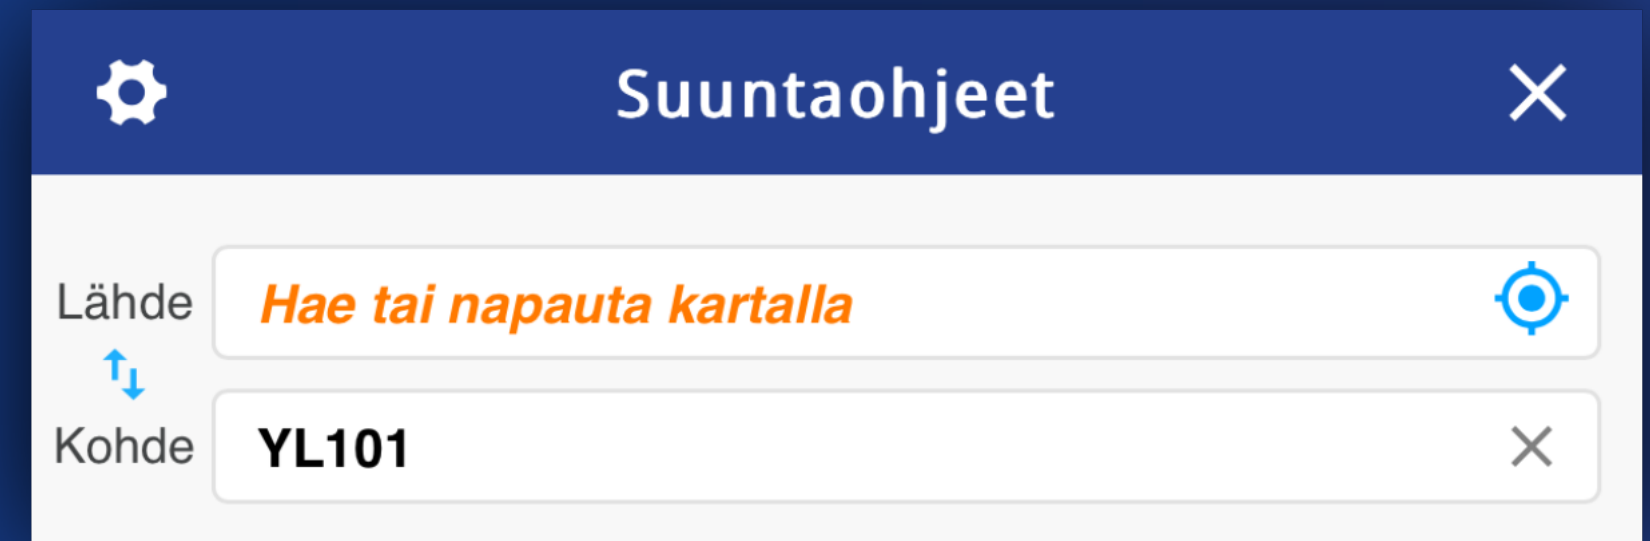 Suuntaohjeet
Lähde
Hae tai napauta kartalla
Kohde
YL101